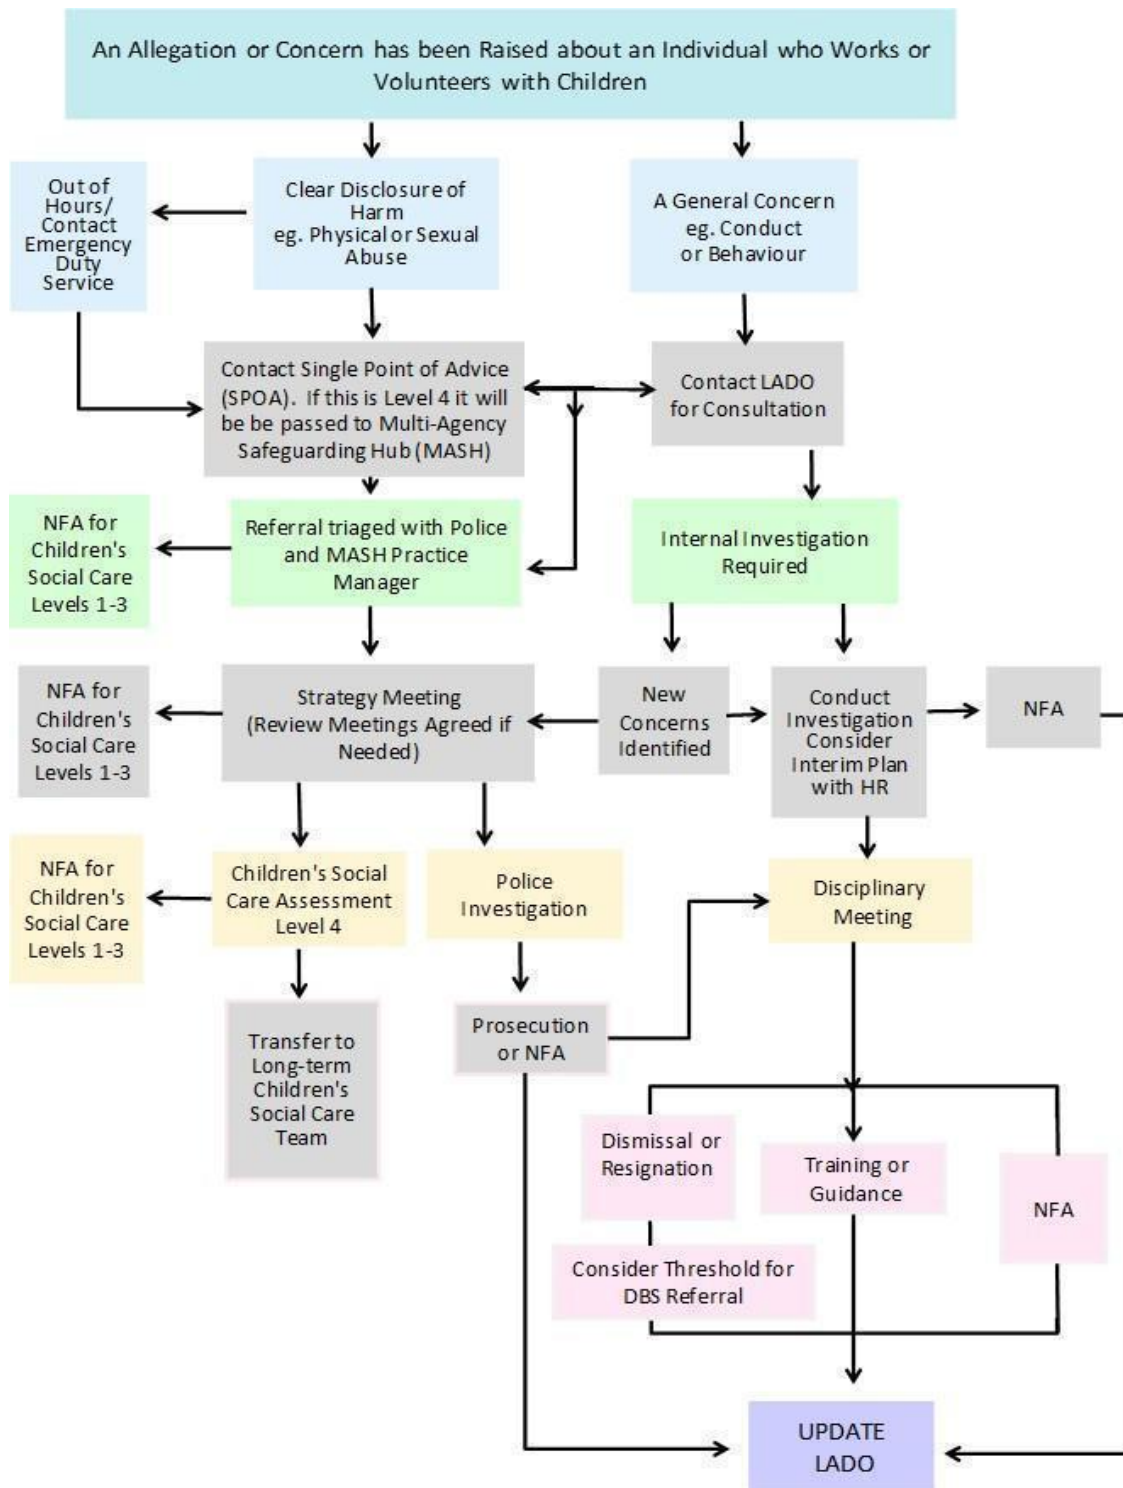 An Allegation or Concern has been Raised about an Individual who Works or
Volunteers with Children
Out of
Hours/
Contact
Emergency
Duty
Service
Clear Disclosure of
Harm
eg. Physical or Sexual
Abuse
A General Concern
eg. Conduct
or Behaviour
Contact Single Point of Advice
(SPOA). If this is Level 4 it will
be be passed to Multi-Agency
Safeguarding Hub (MASH)
Contact LADO
for Consultation
NFA for
Children's
Social Care
Levels 1-3
Referral triaged with Police
and MASH Practice
Manager
Internal Investigation
Required
NFA for
Children's
Social Care
Levels 1-3
Strategy Meeting
(Review Meetings Agreed if
Needed)
New
Concerns
Identified
Conduct
Investigation
Consider
Interim Plan
with HR
NFA
NFA for
Children's
Social Care
Levels 1-3
Children's Social
Care Assessment
Level 4
Police
Investigation
Disciplinary
Meeting
Transfer to
Long-term
Children's
Social Care
Team
Prosecution
or NFA
Dismissal or
Resignation
Training or
Guidance
NFA
Consider Threshold for
DBS Referral
UPDATE
LADO